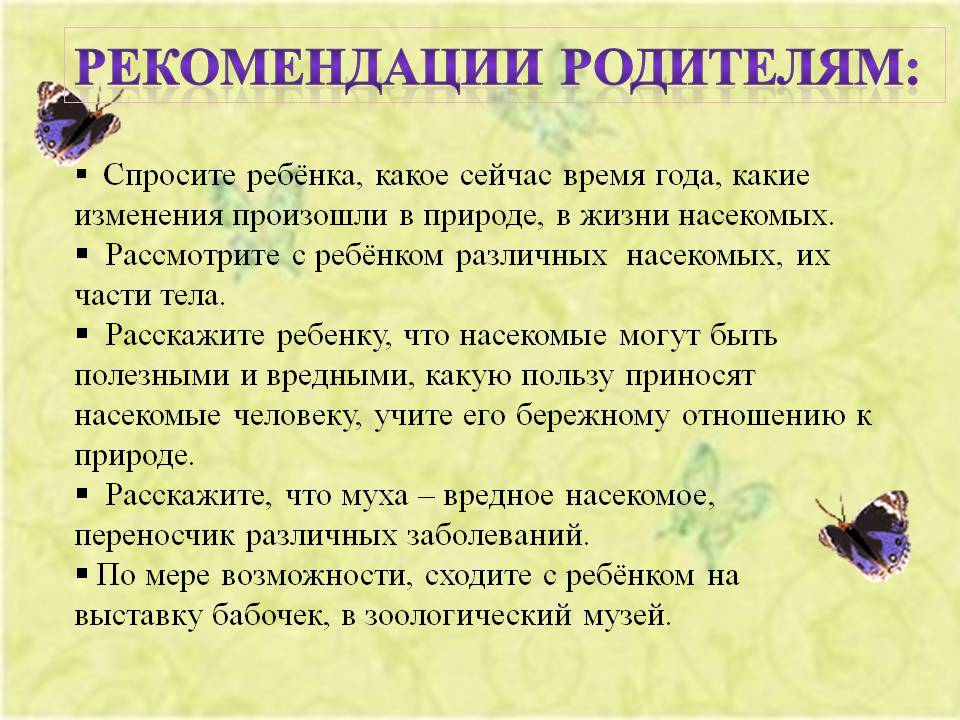 РЕКОМЕНДАЦИИ РОДИТЕЛЯМ:
▪ Спросите ребёнка, какое сейчас время года, какие
изменения произошли в природе, в жизни насекомых.
▪ Рассмотрите с ребёнком различных насекомых, их
части тела.
▪ Расскажите ребенку, что насекомые могут быть
полезными и вредными, какую пользу приносят
насекомые человеку, учите его бережному отношению к
природе.
▪ Расскажите, что муха – вредное насекомое,
переносчик различных заболеваний.
▪ По мере возможности, сходите с ребёнком на
выставку бабочек, в зоологический музей.